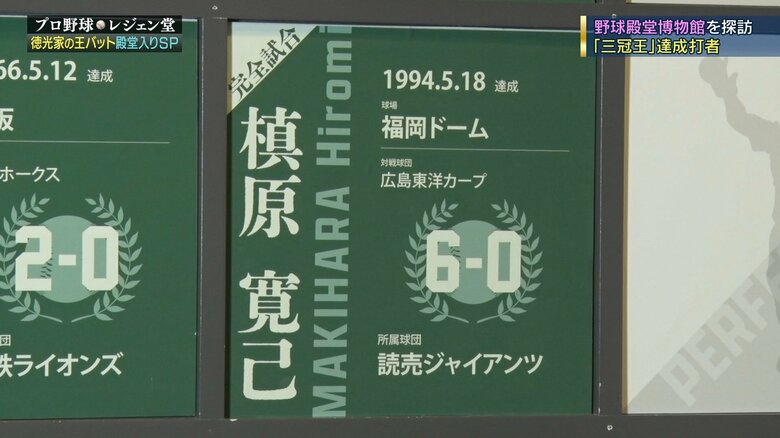 プロ野球レジェン堂
徳光家の王バット殿堂入りSP
野球殿堂博物館を探訪
「三冠王」達成打者
66.5.12 達成
阪
ホークス
2-0
団
鉄ライオンズ
完全試合
槙原 寛己
MAKIHARA Hiromi
1994.5.18 達成
球場
福岡ドーム
対戦球団
広島東洋カープ
6-0
所属球団
読売ジャイアンツ
PERF